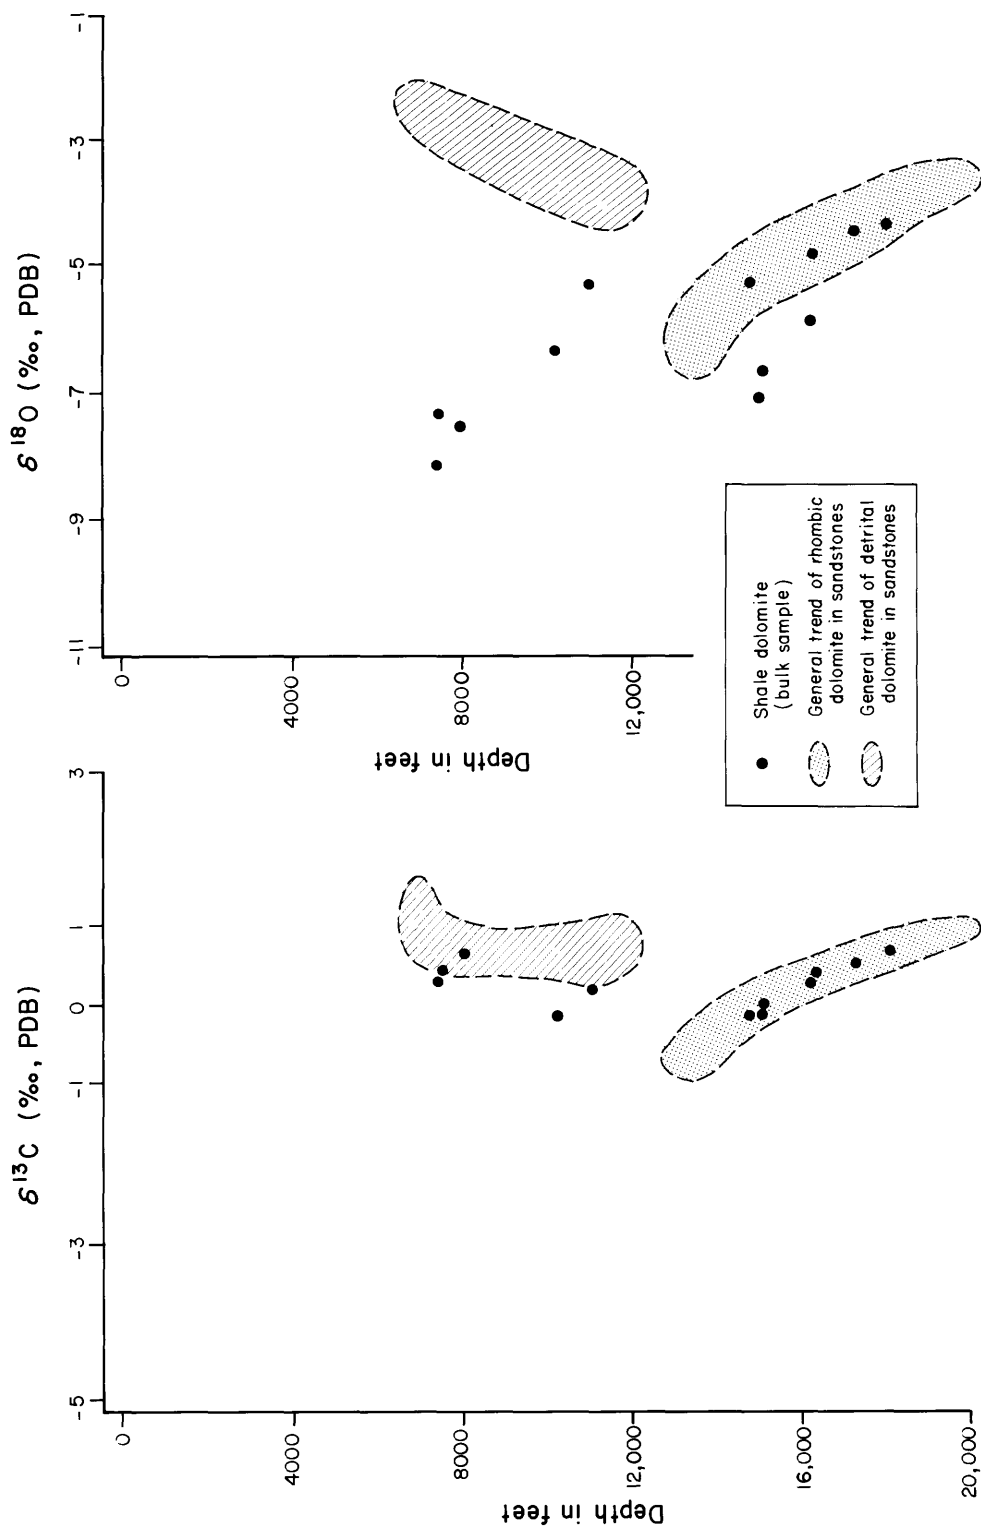 δ¹³C (‰, PDB)
-5
-3
-1
0
1
3
Depth in feet
0
4000
8000
12,000
16,000
20,000
δ¹⁸O (‰, PDB)
-11
-9
-7
-5
-3
-1
Depth in feet
0
4000
8000
12,000
Shale dolomite
(bulk sample)
General trend of rhombic
dolomite in sandstones
General trend of detrital
dolomite in sandstones